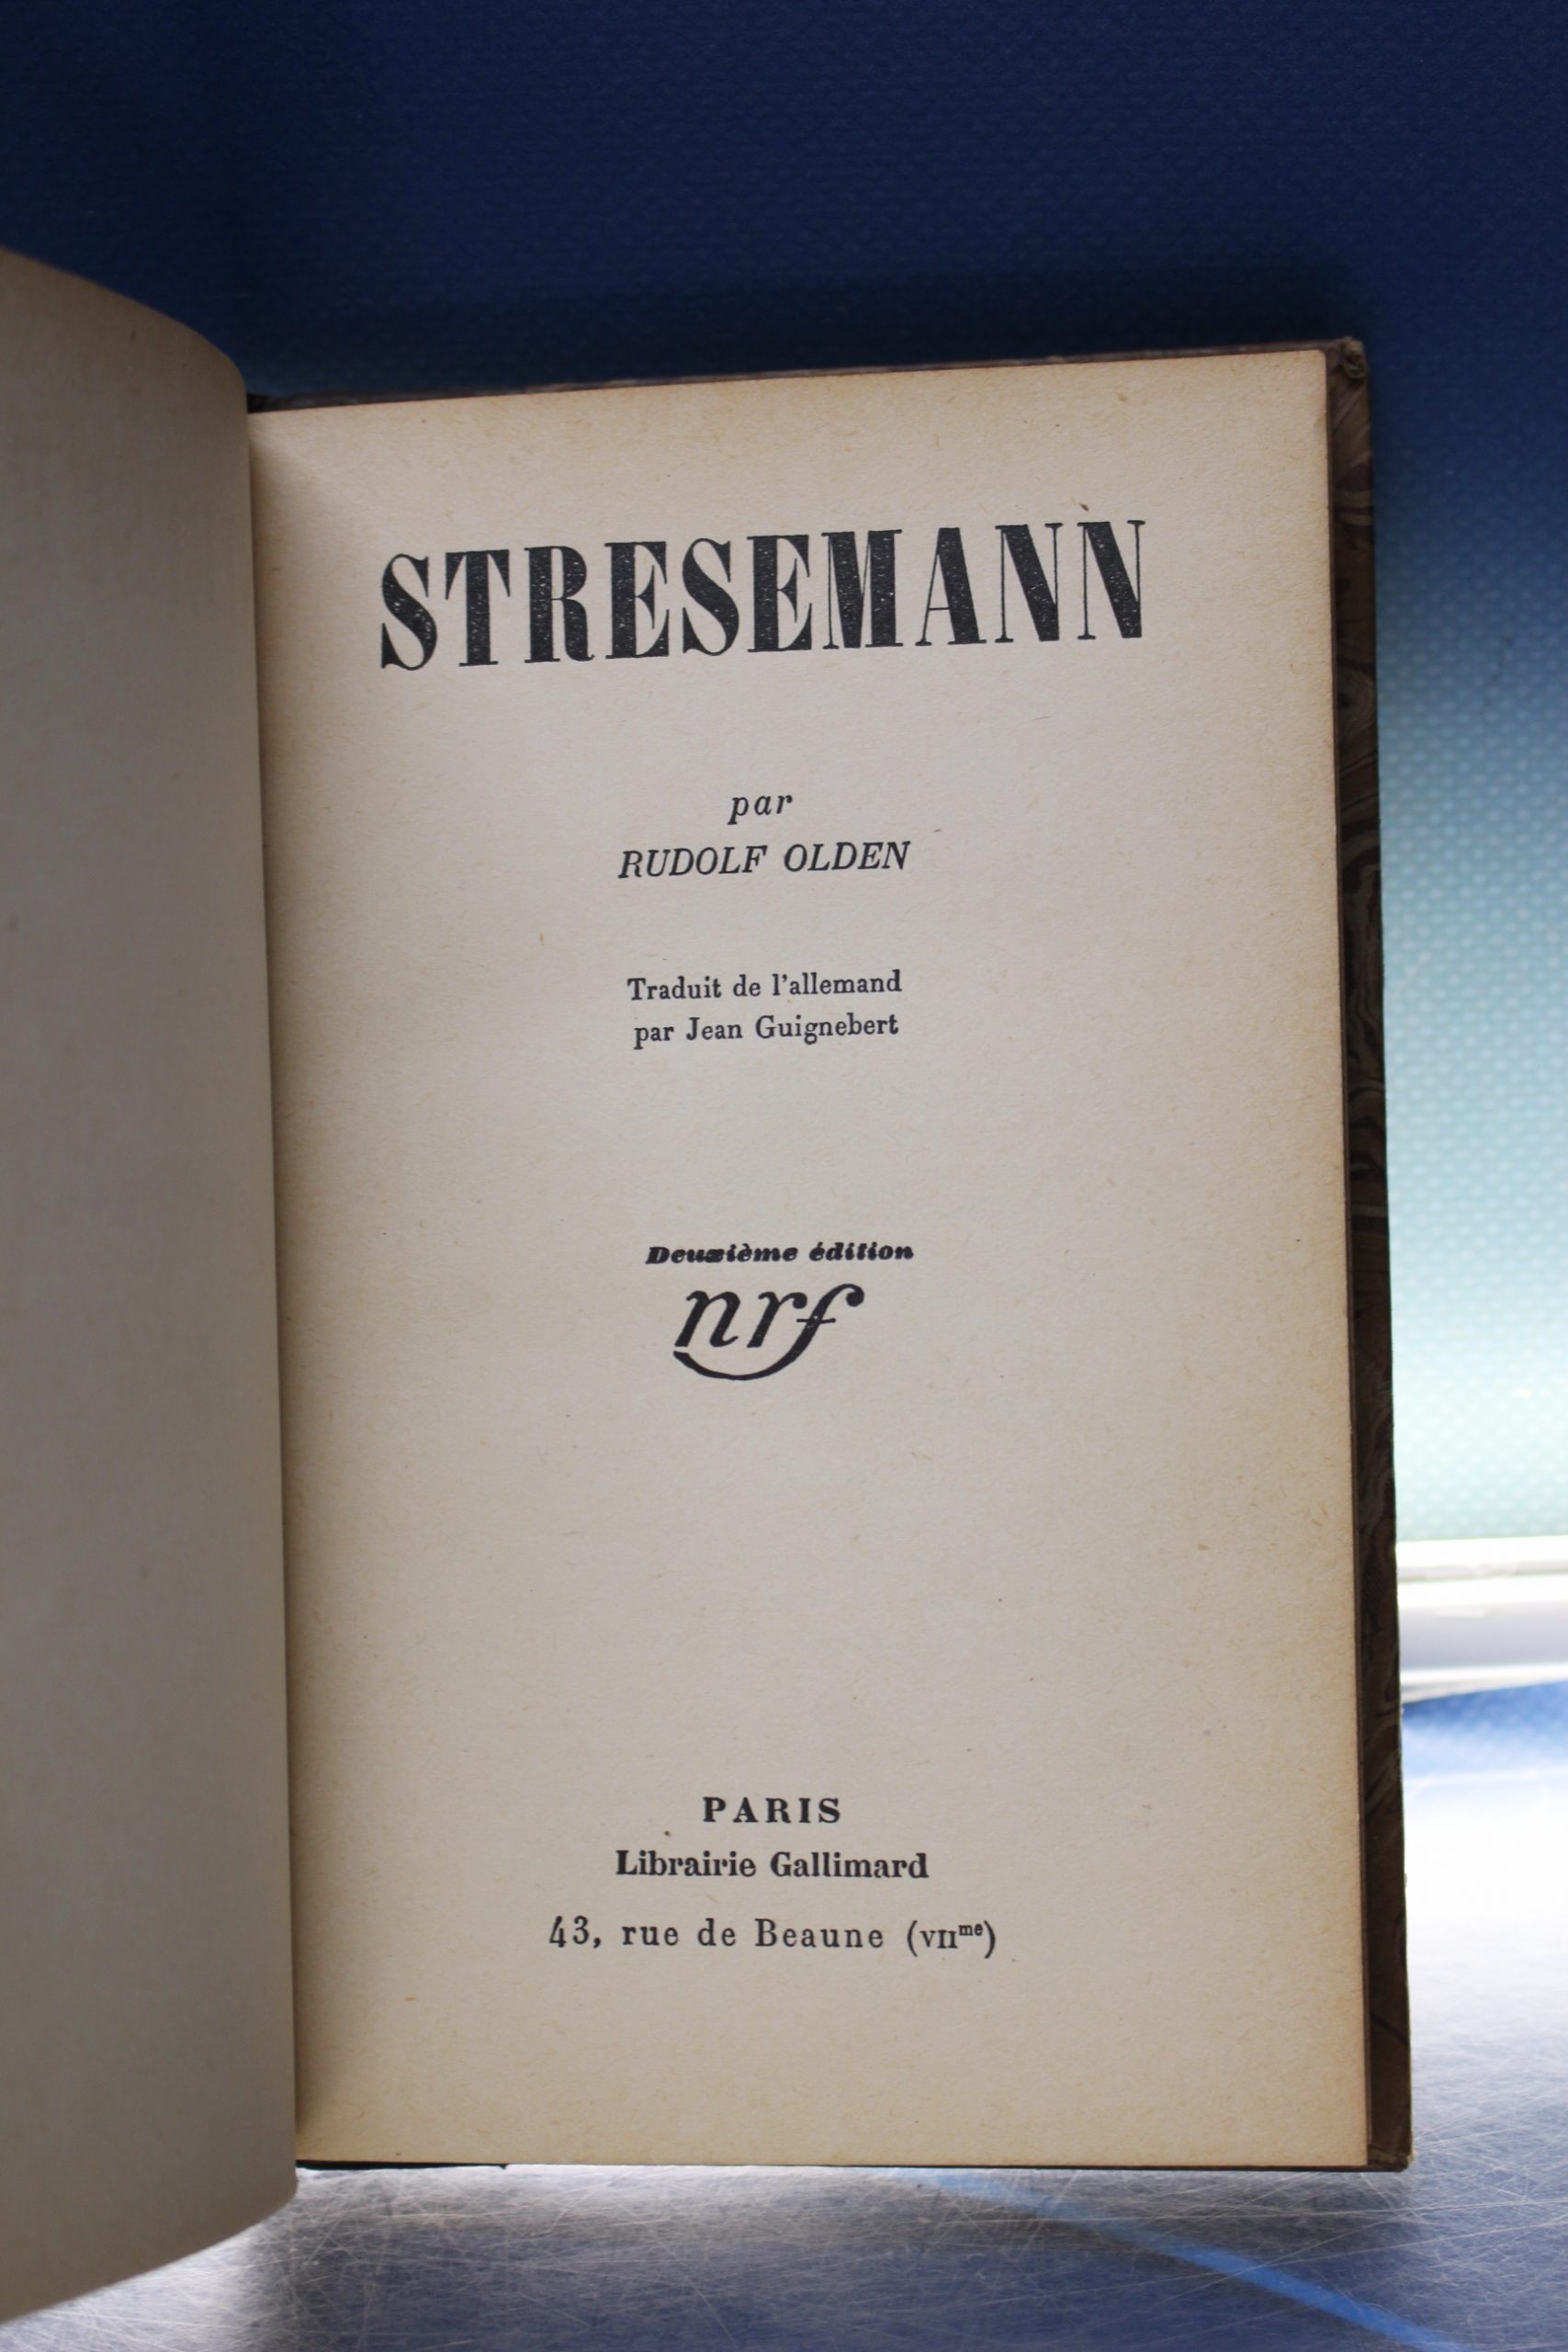 STRESEMANN
par
RUDOLF OLDEN
Traduit de l'allemand
par Jean Guignebert
Deuxième édition
nrf
PARIS
Librairie Gallimard
43, rue de Beaune (VIIme)